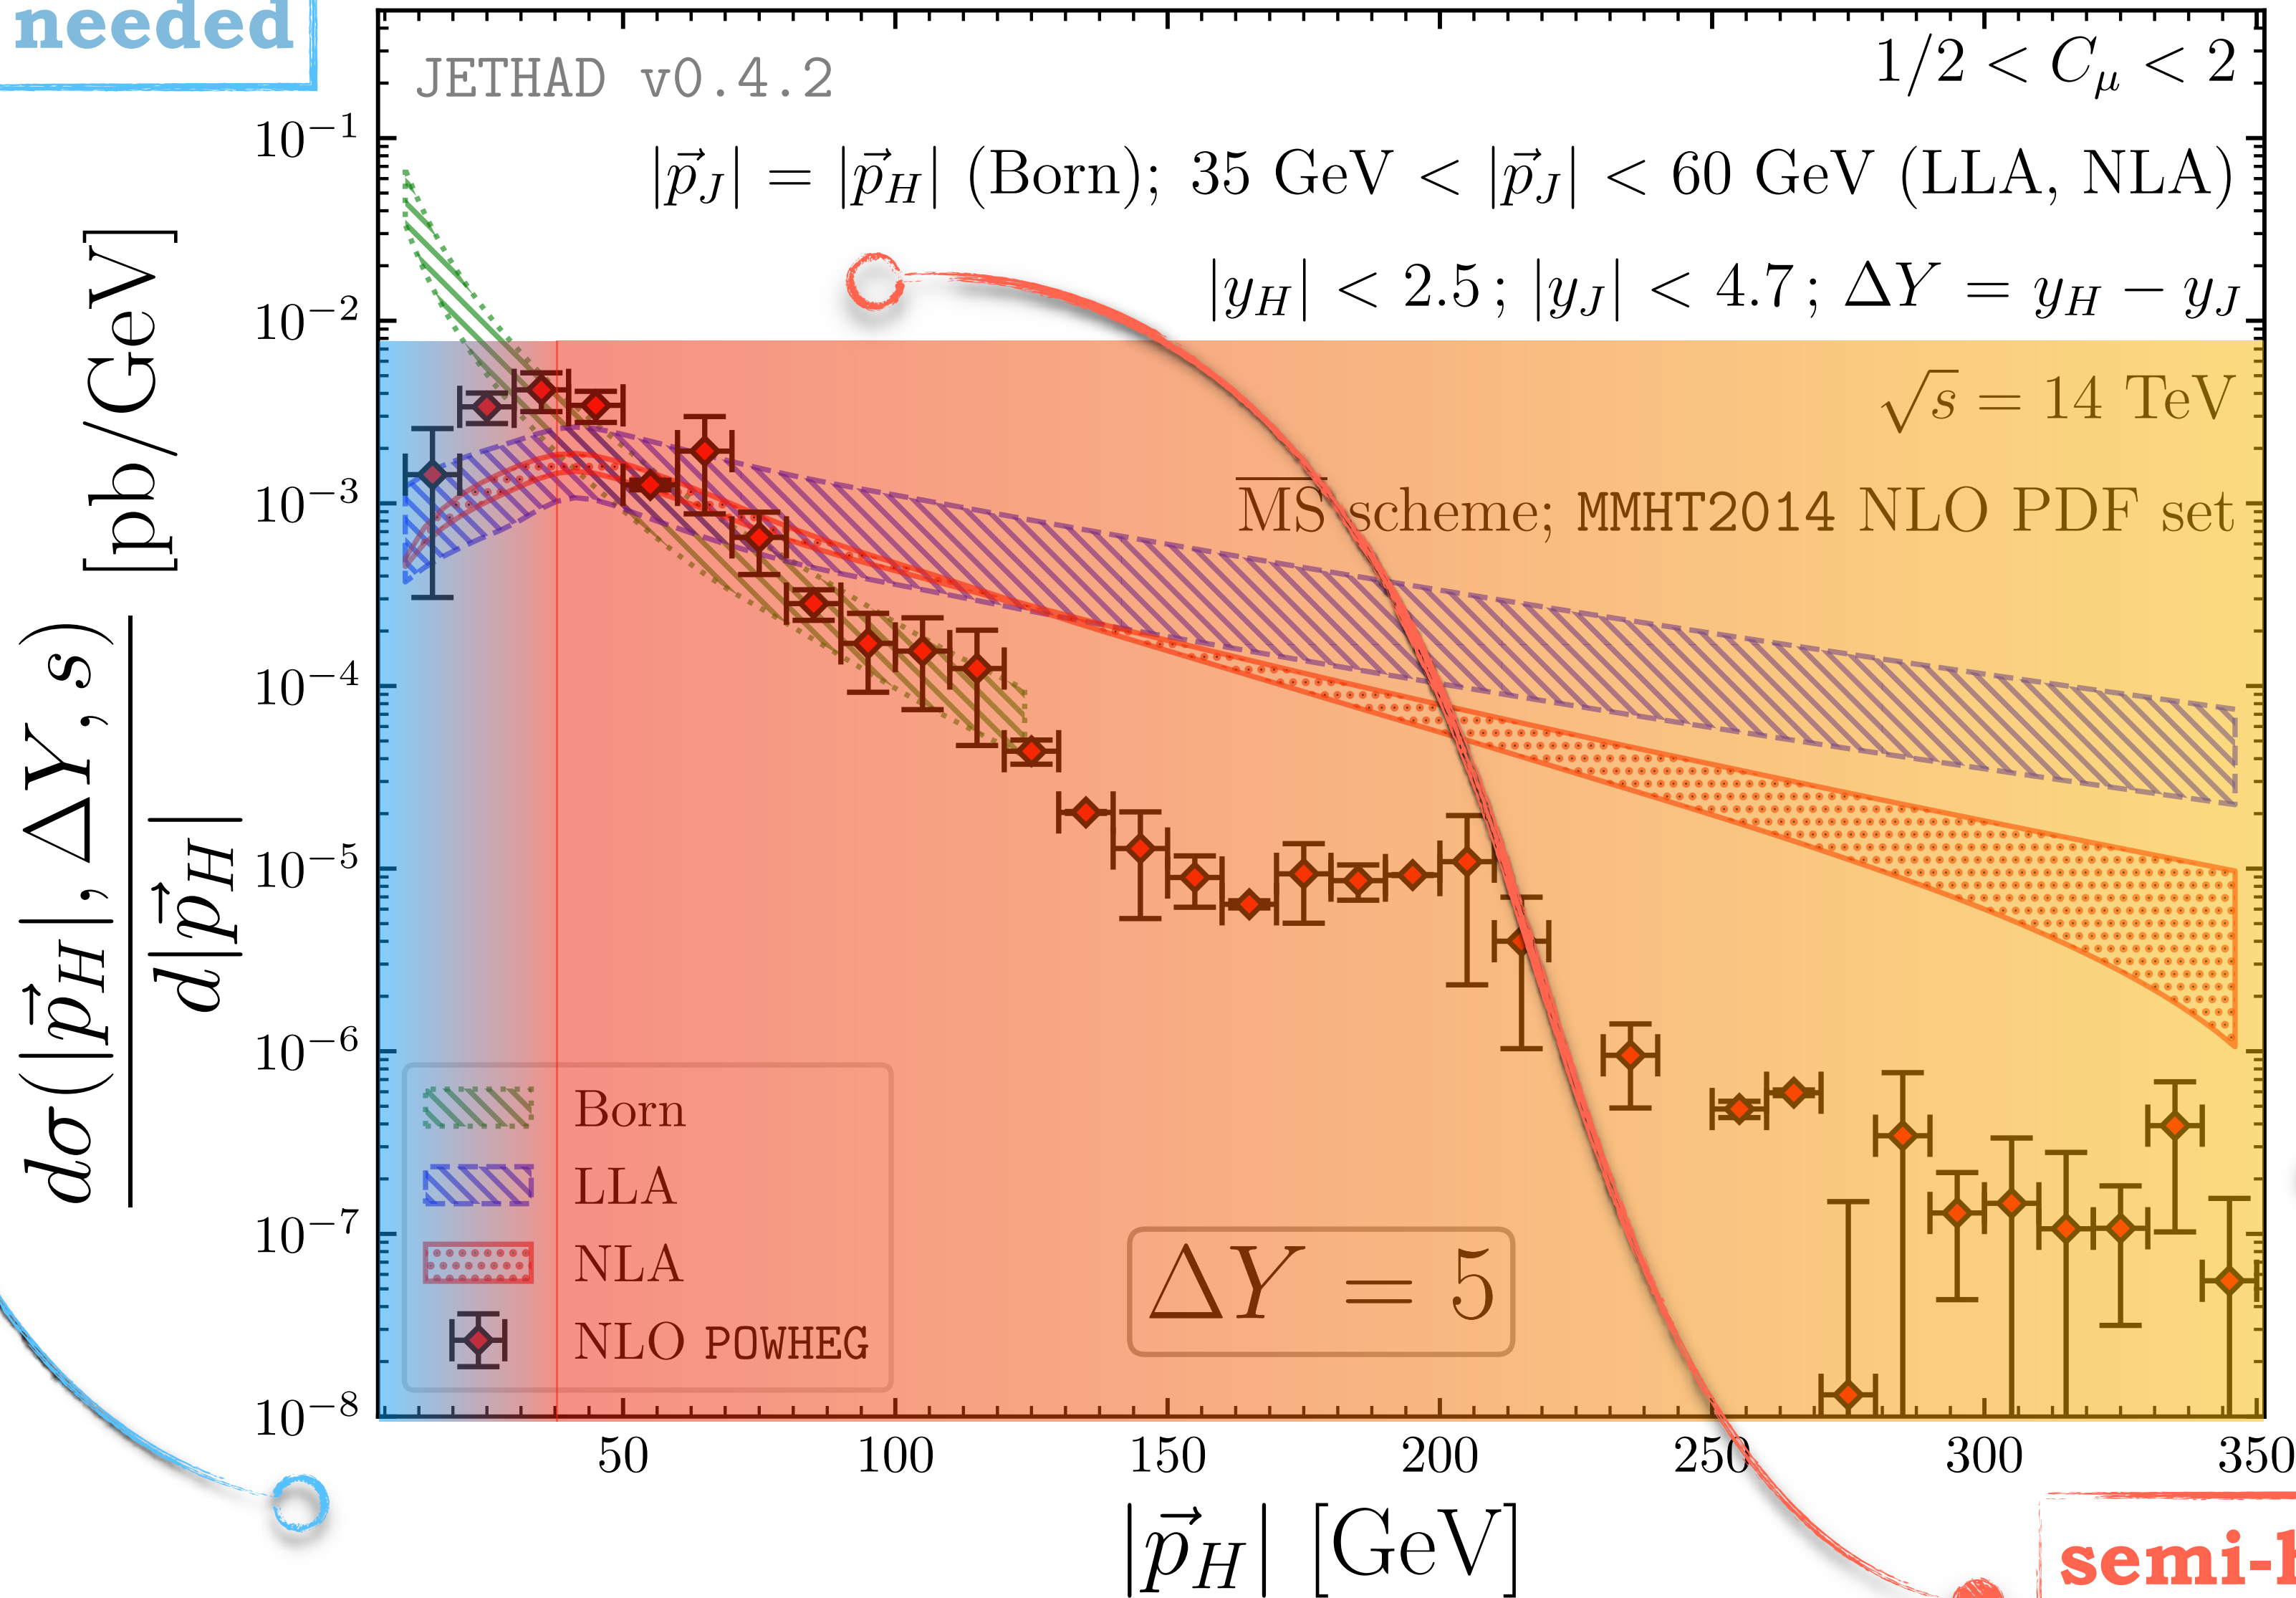 needed
JETHAD v0.4.2
1/2 < C_μ < 2
|p⃗_J| = |p⃗_H| (Born); 35 GeV < |p⃗_J| < 60 GeV (LLA, NLA)
|y_H| < 2.5 ; |y_J| < 4.7 ; ΔY = y_H − y_J
√s = 14 TeV
M̅S̅ scheme; MMHT2014 NLO PDF set
dσ(|p⃗_H|, ΔY, s) / d|p⃗_H| [pb/GeV]
10⁻¹
10⁻²
10⁻³
10⁻⁴
10⁻⁵
10⁻⁶
10⁻⁷
10⁻⁸
Born
LLA
NLA
NLO POWHEG
ΔY = 5
50 100 150 200 250 300 350
|p⃗_H| [GeV]